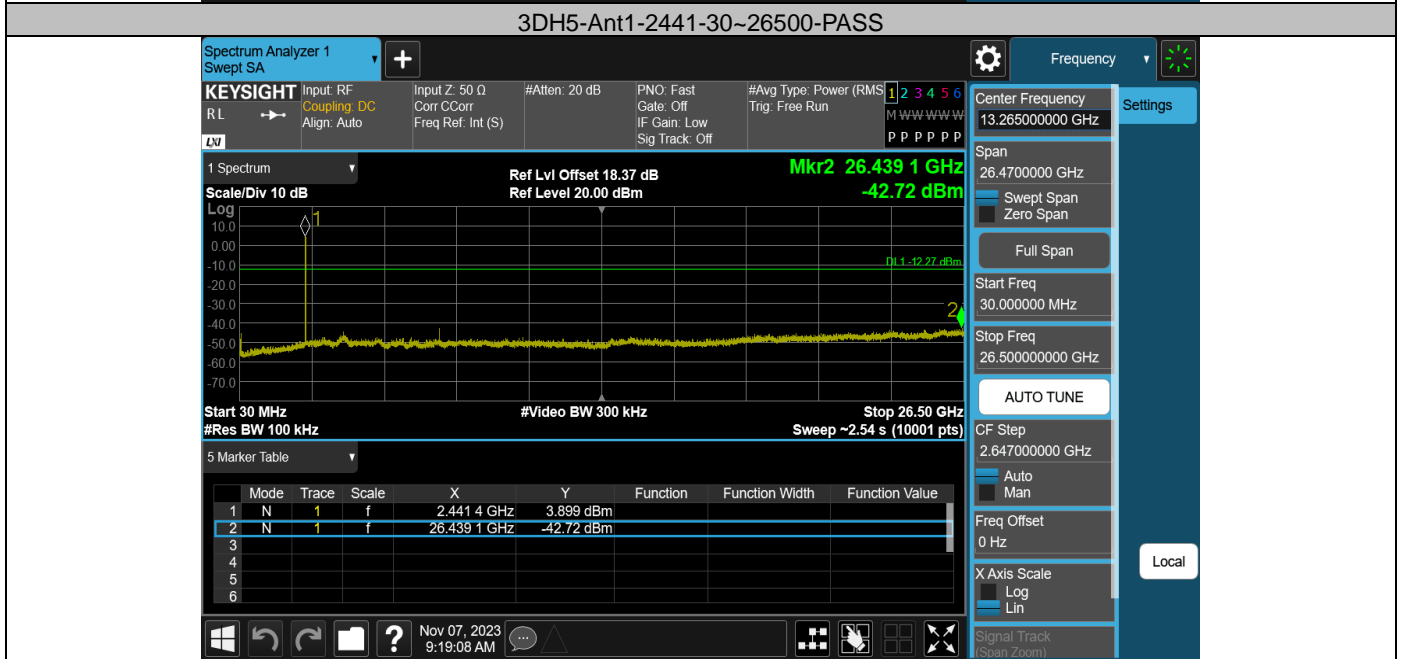 3DH5-Ant1-2441-30~26500-PASS
Spectrum Analyzer 1
Swept SA
Frequency
KEYSIGHT
RL
LXI
Input: RF
Coupling: DC
Align: Auto
Input Z: 50 Ω
Corr CCorr
Freq Ref: Int (S)
#Atten: 20 dB
PNO: Fast
Gate: Off
IF Gain: Low
Sig Track: Off
#Avg Type: Power (RMS
Trig: Free Run
1 2 3 4 5 6
M W W W W W
P P P P P P
1 Spectrum
Scale/Div 10 dB
Ref Lvl Offset 18.37 dB
Ref Level 20.00 dBm
Mkr2 26.439 1 GHz
-42.72 dBm
Log
10.0
0.00
-10.0
-20.0
-30.0
-40.0
-50.0
-60.0
-70.0
1
DL1 -12.27 dBm
2
Start 30 MHz
#Res BW 100 kHz
#Video BW 300 kHz
Stop 26.50 GHz
Sweep ~2.54 s (10001 pts)
5 Marker Table
Mode Trace Scale X Y Function Function Width Function Value
1 N 1 f 2.441 4 GHz 3.899 dBm
2 N 1 f 26.439 1 GHz -42.72 dBm
3
4
5
6
Nov 07, 2023
9:19:08 AM
Center Frequency
13.265000000 GHz
Settings
Span
26.4700000 GHz
Swept Span
Zero Span
Full Span
Start Freq
30.000000 MHz
Stop Freq
26.500000000 GHz
AUTO TUNE
CF Step
2.647000000 GHz
Auto
Man
Freq Offset
0 Hz
X Axis Scale
Log
Lin
Local
Signal Track
(Span Zoom)